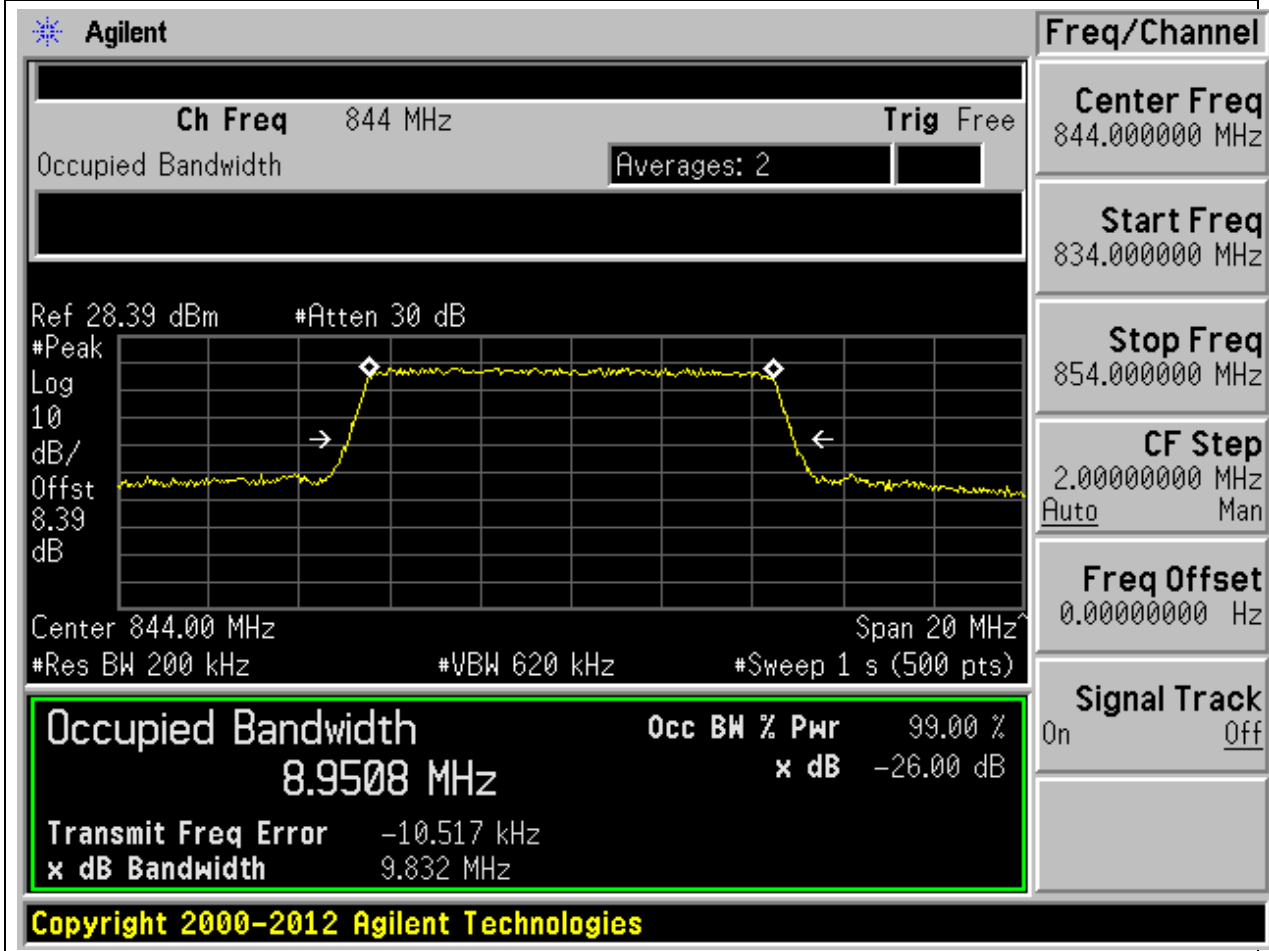 Agilent
Freq/Channel
Ch Freq 844 MHz Trig Free
Occupied Bandwidth Averages: 2
Ref 28.39 dBm #Atten 30 dB
#Peak
Log
10
dB/
Offst
8.39
dB
Center 844.00 MHz Span 20 MHz^
#Res BW 200 kHz #VBW 620 kHz #Sweep 1 s (500 pts)
Occupied Bandwidth
8.9508 MHz
Occ BW % Pwr 99.00 %
x dB -26.00 dB
Transmit Freq Error -10.517 kHz
x dB Bandwidth 9.832 MHz
Center Freq
844.000000 MHz
Start Freq
834.000000 MHz
Stop Freq
854.000000 MHz
CF Step
2.00000000 MHz
Auto Man
Freq Offset
0.00000000 Hz
Signal Track
On Off
Copyright 2000-2012 Agilent Technologies